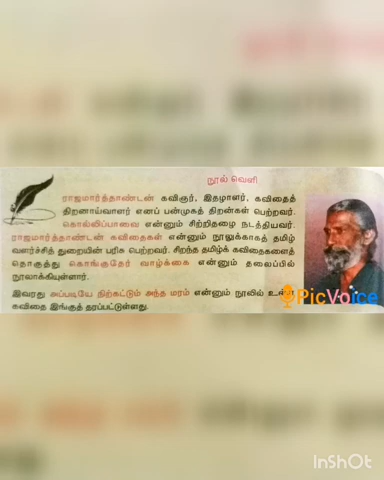 நூல் வெளி
ராஜமார்த்தாண்டன் கவிஞர், இதழாளர், கவிதைத்
திறனாய்வாளர் எனப் பன்முகத் திறன்கள் பெற்றவர்.
கொல்லிப்பாவை என்னும் சிற்றிதழை நடத்தியவர்.
ராஜமார்த்தாண்டன் கவிதைகள் என்னும் நூலுக்காகத் தமிழ்
வளர்ச்சித் துறையின் பரிசு பெற்றவர். சிறந்த தமிழ்க் கவிதைகளைத்
தொகுத்து கொங்குதேர் வாழ்க்கை என்னும் தலைப்பில்
நூலாக்கியுள்ளார்.
இவரது அப்படியே நிற்கட்டும் அந்த மரம் என்னும் நூலில் உள்ள
கவிதை இங்குத் தரப்பட்டுள்ளது.
PicVoice
InShOt